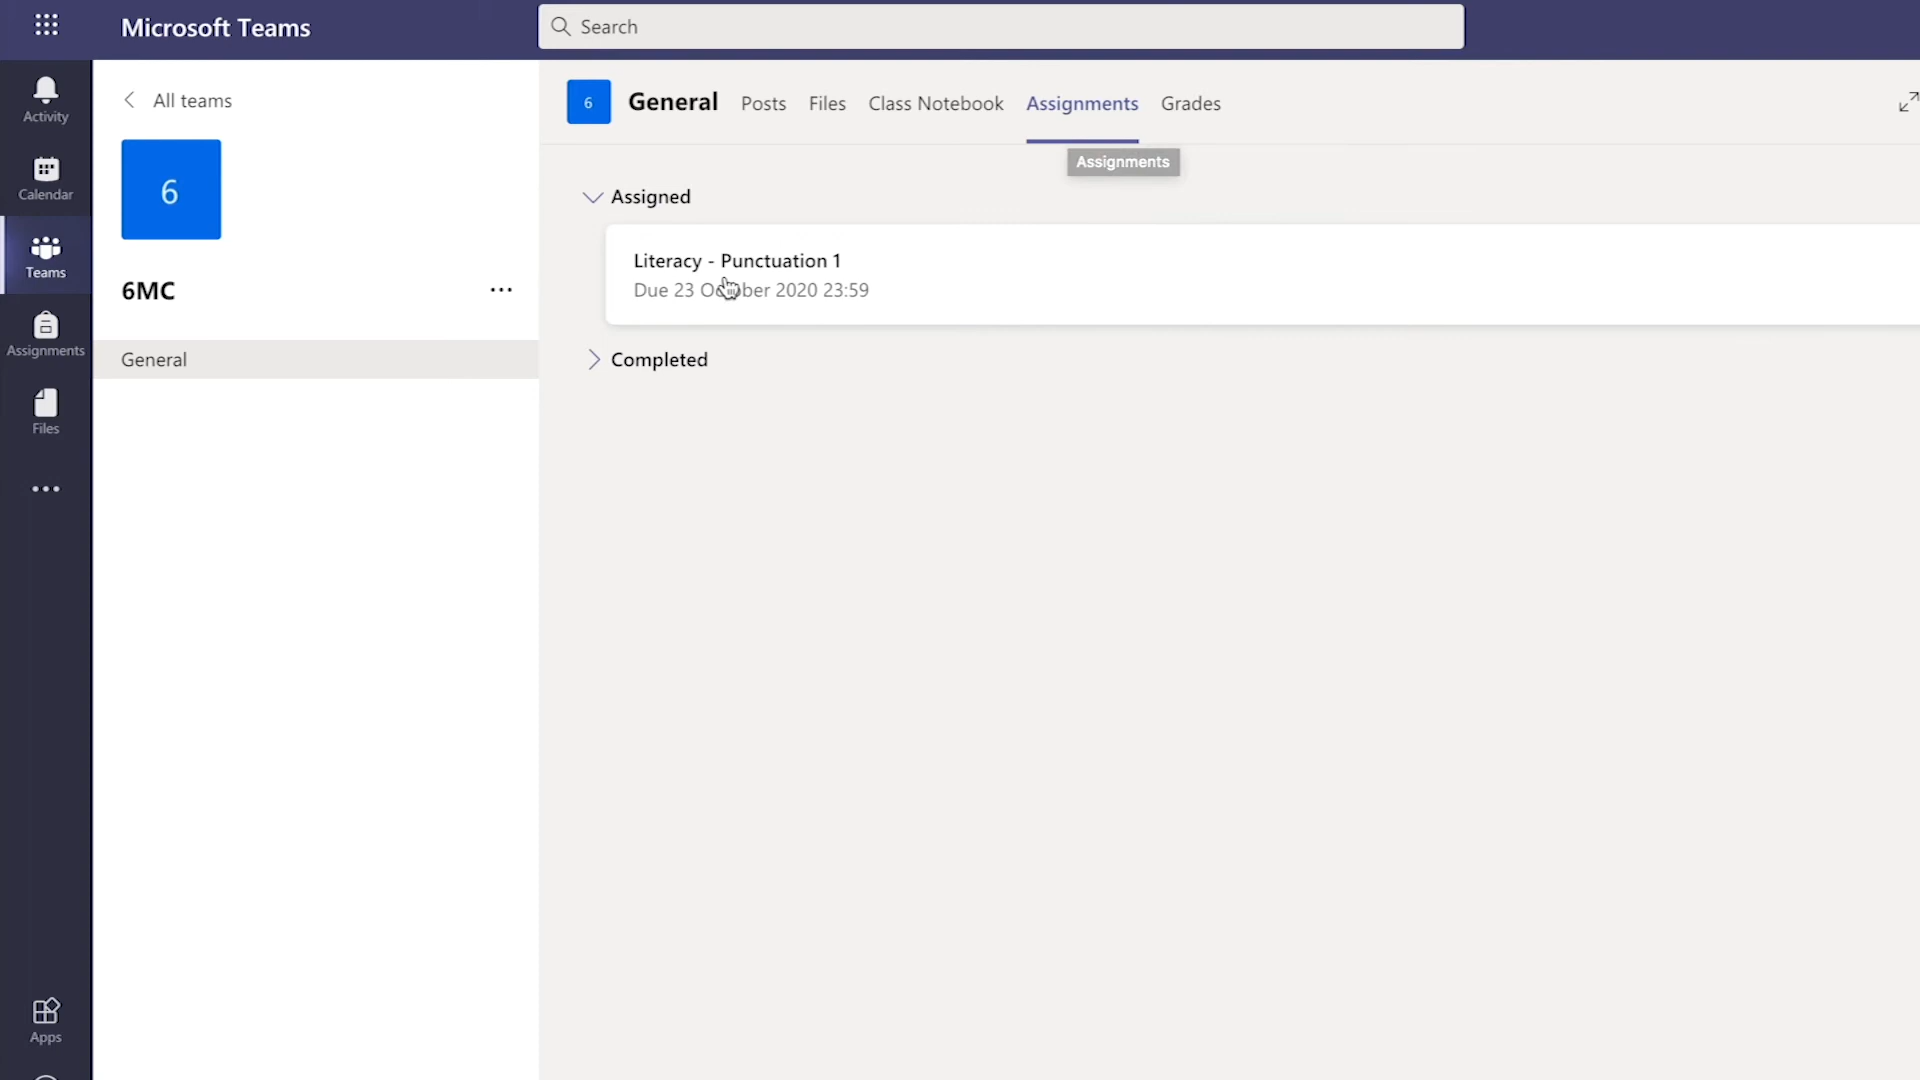 Microsoft Teams
Search
Activity
Calendar
Teams
Assignments
Files
Apps
All teams
6
6MC
General
6
General Posts Files Class Notebook Assignments Grades
Assignments
Assigned
Literacy - Punctuation 1
Due 23 October 2020 23:59
Completed